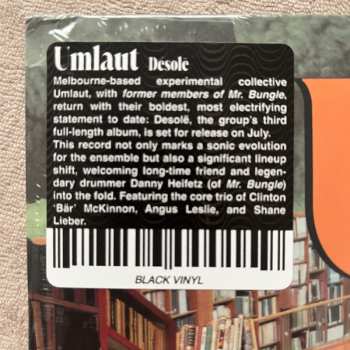 Umlaut Desolë
Melbourne-based experimental collective
Umlaut, with former members of Mr. Bungle,
return with their boldest, most electrifying
statement to date: Desolë, the group's third
full-length album, is set for release on July.
This record not only marks a sonic evolution
for the ensemble but also a significant lineup
shift, welcoming long-time friend and legen-
dary drummer Danny Heifetz (of Mr. Bungle)
into the fold. Featuring the core trio of Clinton
'Bär' McKinnon, Angus Leslie, and Shane
Lieber.
BLACK VINYL